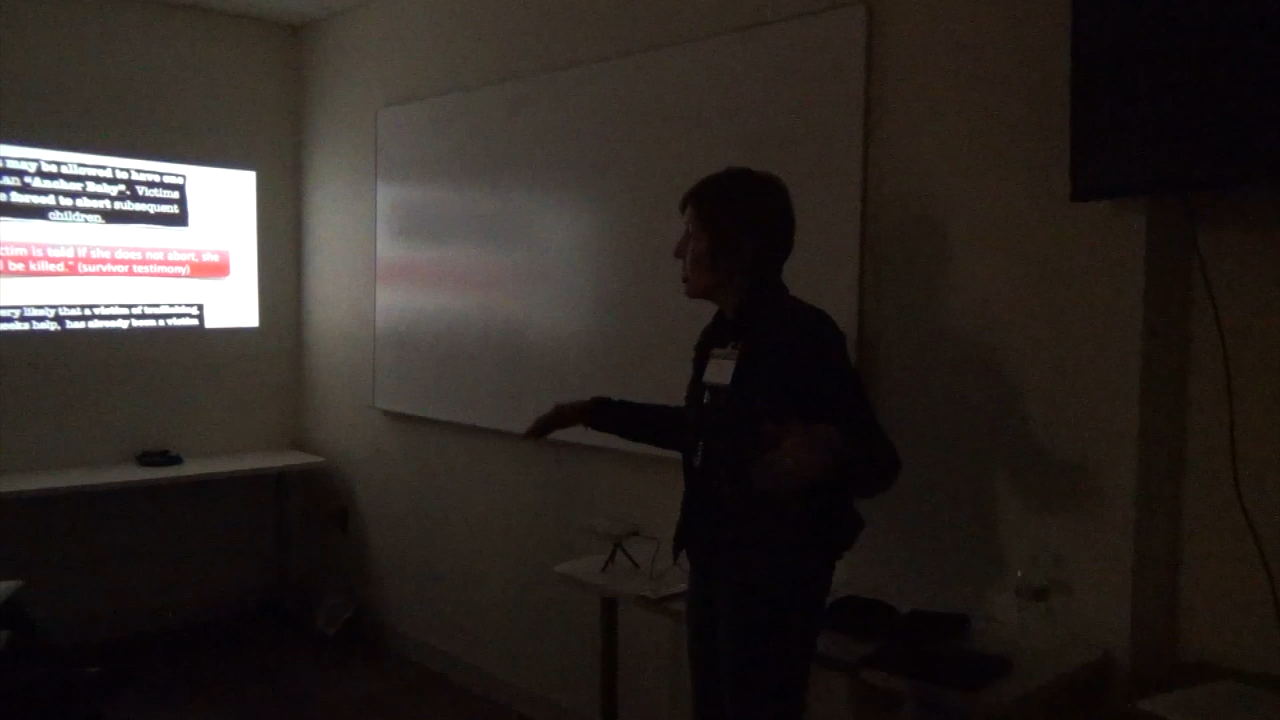 may be allowed to have one
an "Anchor Baby". Victims
forced to abort subsequent
children.
ctim is told if she does not abort, she
be killed." (survivor testimony)
ery likely that a victim of trafficking,
eeks help, has already been a victim